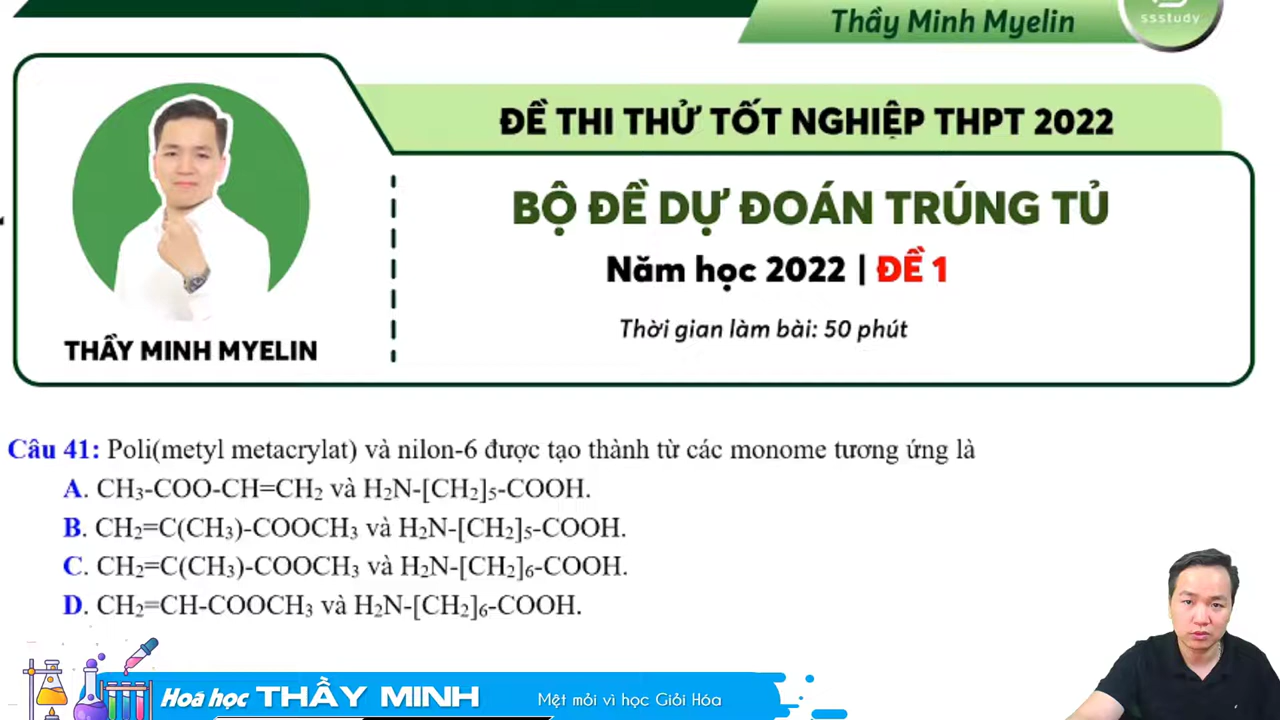 Thầy Minh Myelin
ssstudy
ĐỀ THI THỬ TỐT NGHIỆP THPT 2022
BỘ ĐỀ DỰ ĐOÁN TRÚNG TỦ
Năm học 2022 | ĐỀ 1
Thời gian làm bài: 50 phút
THẦY MINH MYELIN
Câu 41: Poli(metyl metacrylat) và nilon-6 được tạo thành từ các monome tương ứng là
A. CH₃-COO-CH=CH₂ và H₂N-[CH₂]₅-COOH.
B. CH₂=C(CH₃)-COOCH₃ và H₂N-[CH₂]₅-COOH.
C. CH₂=C(CH₃)-COOCH₃ và H₂N-[CH₂]₆-COOH.
D. CH₂=CH-COOCH₃ và H₂N-[CH₂]₆-COOH.
Hoá học THẦY MINH Mệt mỏi vì học Giỏi Hóa